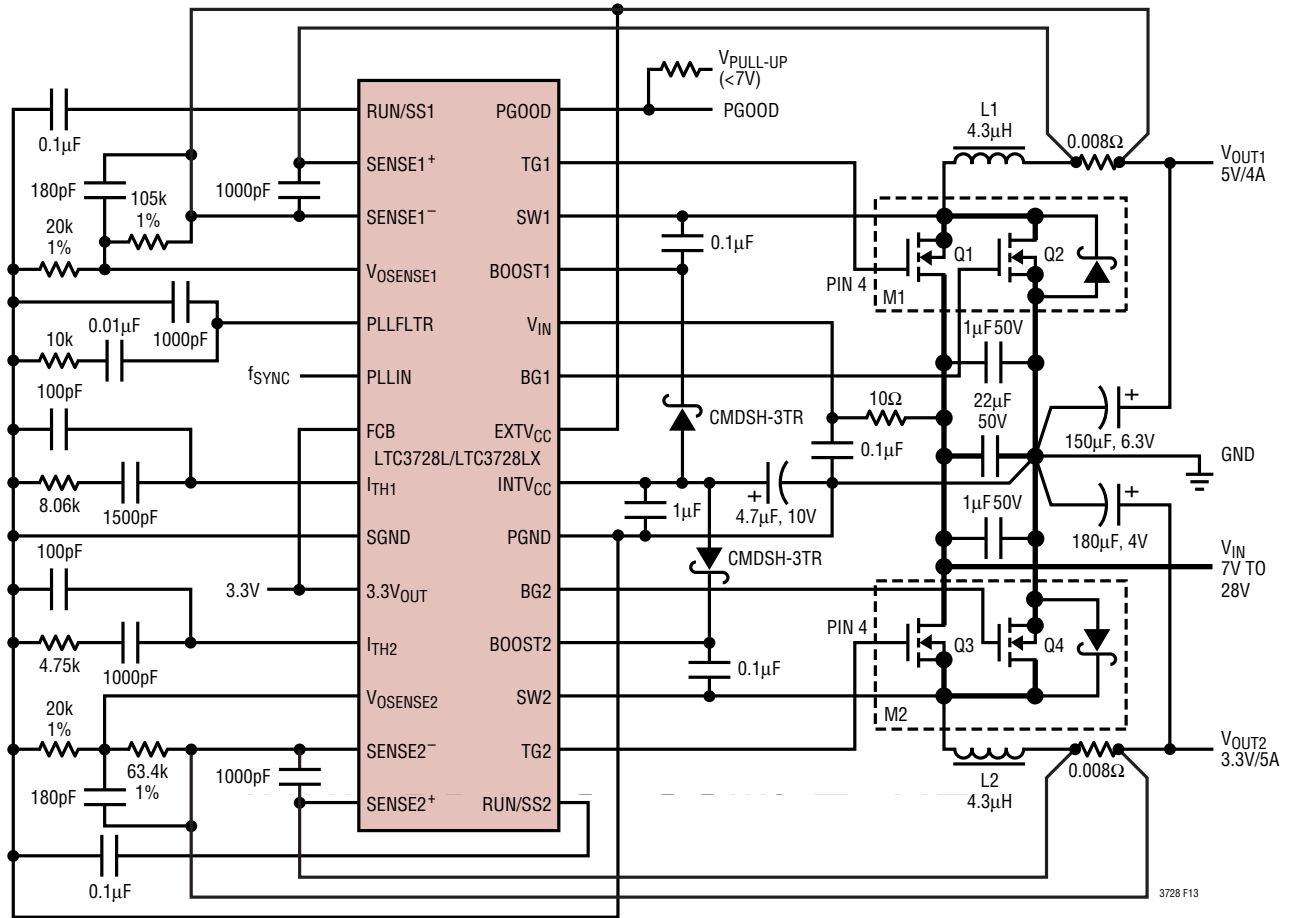 0.1µF
180pF
105k
1%
20k
1%
1000pF
0.01µF
1000pF
10k
fSYNC
100pF
8.06k
1500pF
100pF
3.3V
4.75k
1000pF
20k
1%
63.4k
1%
180pF
1000pF
0.1µF
RUN/SS1
SENSE1+
SENSE1–
VOSENSE1
PLLFLTR
PLLIN
FCB
ITH1
SGND
3.3VOUT
ITH2
VOSENSE2
SENSE2–
SENSE2+
LTC3728L/LTC3728LX
PGOOD
TG1
SW1
BOOST1
VIN
BG1
EXTVCC
INTVCC
PGND
BG2
BOOST2
SW2
TG2
RUN/SS2
VPULL-UP
(<7V)
PGOOD
0.1µF
CMDSH-3TR
10Ω
0.1µF
1µF
4.7µF, 10V
+
CMDSH-3TR
0.1µF
L1
4.3µH
0.008Ω
VOUT1
5V/4A
Q1
Q2
PIN 4
M1
1µF 50V
22µF
50V
1µF 50V
+
150µF, 6.3V
GND
+
180µF, 4V
VIN
7V TO
28V
PIN 4
Q3
Q4
M2
L2
4.3µH
0.008Ω
VOUT2
3.3V/5A
3728 F13